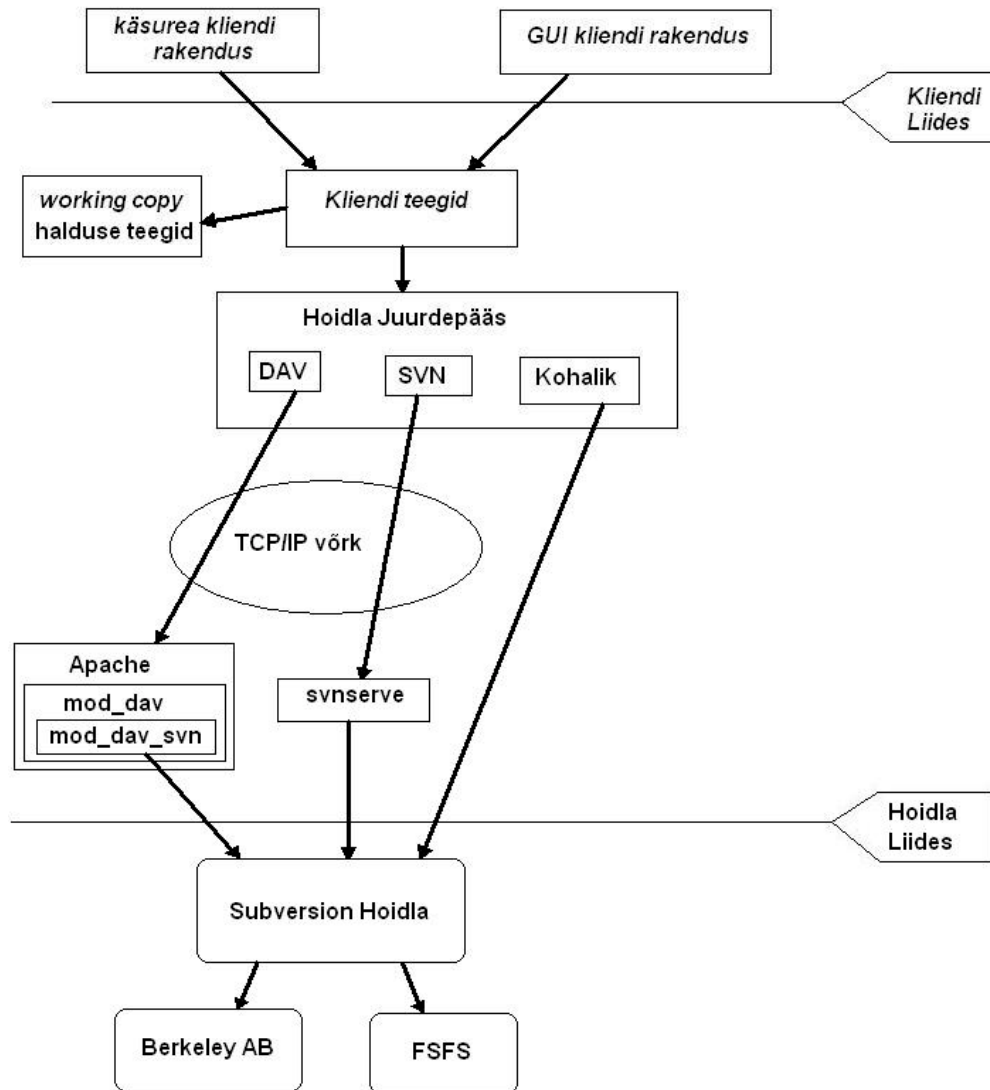 käsurea kliendi
rakendus
GUI kliendi rakendus
Kliendi
Liides
working copy
halduse teegid
Kliendi teegid
Hoidla Juurdepääs
DAV
SVN
Kohalik
TCP/IP võrk
Apache
mod_dav
mod_dav_svn
svnserve
Hoidla
Liides
Subversion Hoidla
Berkeley AB
FSFS